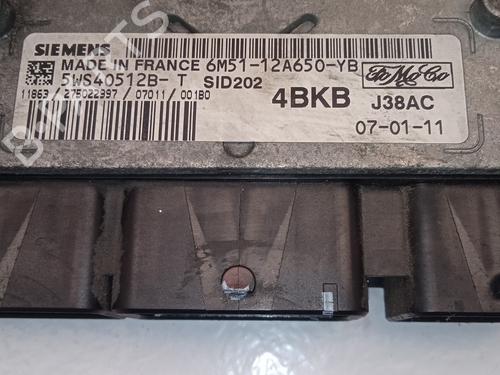 SIEMENS
MADE IN FRANCE 6M51-12A650-YB
5WS40512B- T SID202
FoMoCo
11863 / 275022397 / 07011 / 001B0
4BKB J38AC
07-01-11